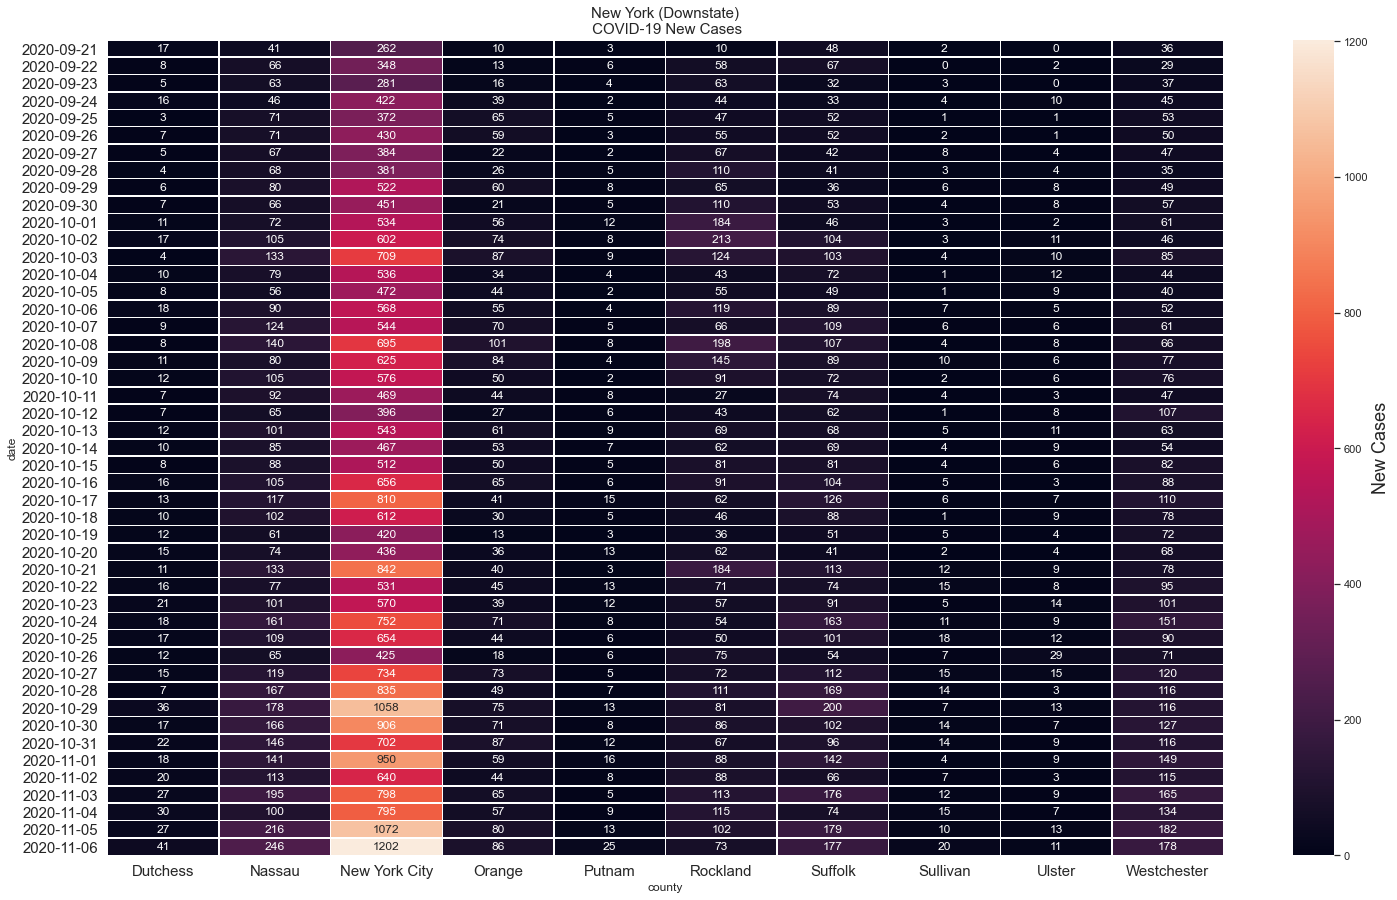 New York (Downstate)
COVID-19 New Cases
2020-09-21 17 41 262 10 3 10 48 2 0 36
2020-09-22 8 66 348 13 6 58 67 0 2 29
2020-09-23 5 63 281 16 4 63 32 3 0 37
2020-09-24 16 46 422 39 2 44 33 4 10 45
2020-09-25 3 71 372 65 5 47 52 1 1 53
2020-09-26 7 71 430 59 3 55 52 2 1 50
2020-09-27 5 67 384 22 2 67 42 8 4 47
2020-09-28 4 68 381 26 5 110 41 3 4 35
2020-09-29 6 80 522 60 8 65 36 6 8 49
2020-09-30 7 66 451 21 5 110 53 4 8 57
2020-10-01 11 72 534 56 12 184 46 3 2 61
2020-10-02 17 105 602 74 8 213 104 3 11 46
2020-10-03 4 133 709 87 9 124 103 4 10 85
2020-10-04 10 79 536 34 4 43 72 1 12 44
2020-10-05 8 56 472 44 2 55 49 1 9 40
2020-10-06 18 90 568 55 4 119 89 7 5 52
2020-10-07 9 124 544 70 5 66 109 6 6 61
2020-10-08 8 140 695 101 8 198 107 4 8 66
2020-10-09 11 80 625 84 4 145 89 10 6 77
2020-10-10 12 105 576 50 2 91 72 2 6 76
2020-10-11 7 92 469 44 8 27 74 4 3 47
2020-10-12 7 65 396 27 6 43 62 1 8 107
2020-10-13 12 101 543 61 9 69 68 5 11 63
2020-10-14 10 85 467 53 7 62 69 4 9 54
2020-10-15 8 88 512 50 5 81 81 4 6 82
2020-10-16 16 105 656 65 6 91 104 5 3 88
2020-10-17 13 117 810 41 15 62 126 6 7 110
2020-10-18 10 102 612 30 5 46 88 1 9 78
2020-10-19 12 61 420 13 3 36 51 5 4 72
2020-10-20 15 74 436 36 13 62 41 2 4 68
2020-10-21 11 133 842 40 3 184 113 12 9 78
2020-10-22 16 77 531 45 13 71 74 15 8 95
2020-10-23 21 101 570 39 12 57 91 5 14 101
2020-10-24 18 161 752 71 8 54 163 11 9 151
2020-10-25 17 109 654 44 6 50 101 18 12 90
2020-10-26 12 65 425 18 6 75 54 7 29 71
2020-10-27 15 119 734 73 5 72 112 15 15 120
2020-10-28 7 167 835 49 7 111 169 14 3 116
2020-10-29 36 178 1058 75 13 81 200 7 13 116
2020-10-30 17 166 906 71 8 86 102 14 7 127
2020-10-31 22 146 702 87 12 67 96 14 9 116
2020-11-01 18 141 950 59 16 88 142 4 9 149
2020-11-02 20 113 640 44 8 88 66 7 3 115
2020-11-03 27 195 798 65 5 113 176 12 9 165
2020-11-04 30 100 795 57 9 115 74 15 7 134
2020-11-05 27 216 1072 80 13 102 179 10 13 182
2020-11-06 41 246 1202 86 25 73 177 20 11 178
Dutchess Nassau New York City Orange Putnam Rockland Suffolk Sullivan Ulster Westchester
county
date
1200
1000
800
600
400
200
0
New Cases